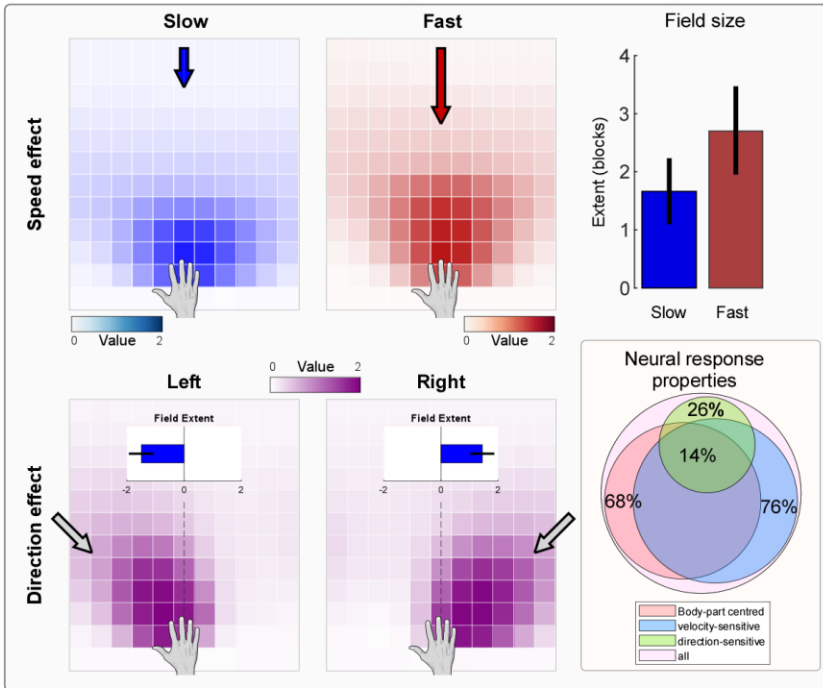 Slow
Fast
Field size
Speed effect
Extent (blocks)
4
3
2
1
0
Slow
Fast
0 Value 2
0 Value 2
Left
0 Value 2
Right
Direction effect
Field Extent
-2 0 2
Field Extent
-2 0 2
Neural response
properties
26%
14%
68%
76%
Body-part centred
velocity-sensitive
direction-sensitive
all